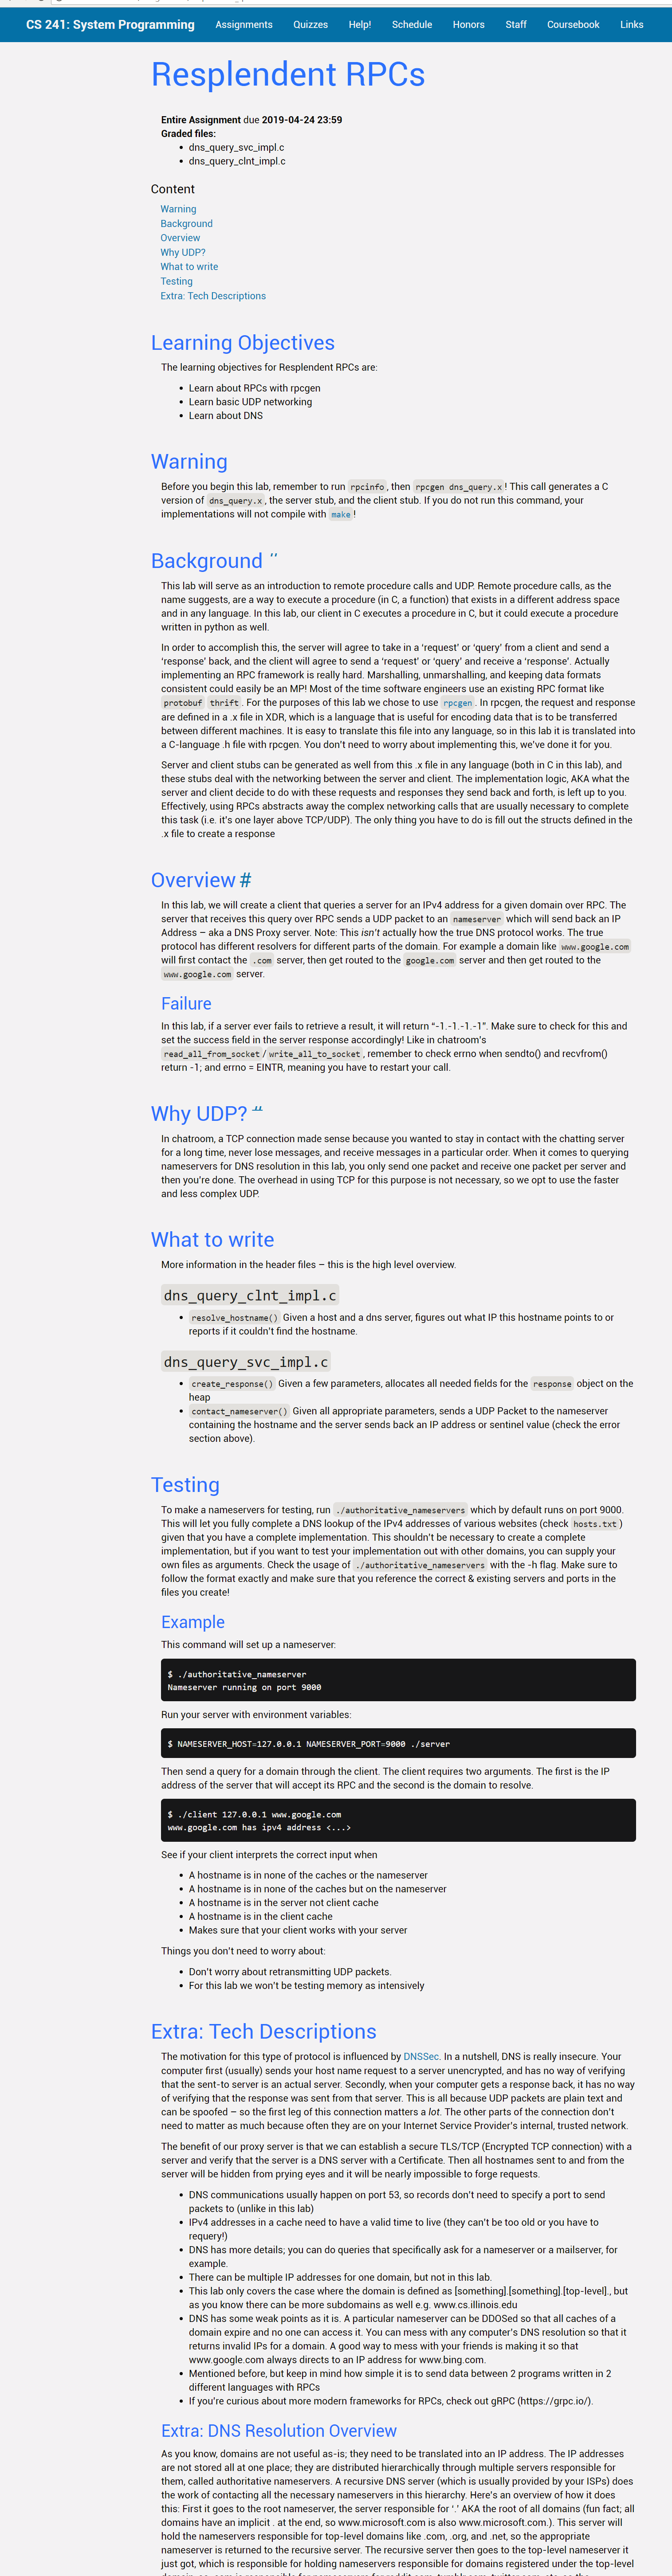 CS 241: System Programming Assignments Quizzes Help! Schedule Honors Staff Coursebook Links
Resplendent RPCs
Entire Assignment due 2019-04-24 23:59
Graded files:
• dns_query_svc_impl.c
• dns_query_clnt_impl.c
Content
Warning
Background
Overview
Why UDP?
What to write
Testing
Extra: Tech Descriptions
Learning Objectives
The learning objectives for Resplendent RPCs are:
• Learn about RPCs with rpcgen
• Learn basic UDP networking
• Learn about DNS
Warning
Before you begin this lab, remember to run rpcinfo, then rpcgen dns_query.x! This call generates a C
version of dns_query.x, the server stub, and the client stub. If you do not run this command, your
implementations will not compile with make!
Background
This lab will serve as an introduction to remote procedure calls and UDP. Remote procedure calls, as the
name suggests, are a way to execute a procedure (in C, a function) that exists in a different address space
and in any language. In this lab, our client in C executes a procedure in C, but it could execute a procedure
written in python as well.
In order to accomplish this, the server will agree to take in a ‘request’ or ‘query’ from a client and send a
‘response’ back, and the client will agree to send a ‘request’ or ‘query’ and receive a ‘response’. Actually
implementing an RPC framework is really hard. Marshalling, unmarshalling, and keeping data formats
consistent could easily be an MP! Most of the time software engineers use an existing RPC format like
protobuf thrift. For the purposes of this lab we chose to use rpcgen. In rpcgen, the request and response
are defined in a .x file in XDR, which is a language that is useful for encoding data that is to be transferred
between different machines. It is easy to translate this file into any language, so in this lab it is translated into
a C-language .h file with rpcgen. You don’t need to worry about implementing this, we’ve done it for you.
Server and client stubs can be generated as well from this .x file in any language (both in C in this lab), and
these stubs deal with the networking between the server and client. The implementation logic, AKA what the
server and client decide to do with these requests and responses they send back and forth, is left up to you.
Effectively, using RPCs abstracts away the complex networking calls that are usually necessary to complete
this task (i.e. it’s one layer above TCP/UDP). The only thing you have to do is fill out the structs defined in the
.x file to create a response
Overview #
In this lab, we will create a client that queries a server for an IPv4 address for a given domain over RPC. The
server that receives this query over RPC sends a UDP packet to an nameserver which will send back an IP
Address – aka a DNS Proxy server. Note: This isn’t actually how the true DNS protocol works. The true
protocol has different resolvers for different parts of the domain. For example a domain like www.google.com
will first contact the .com server, then get routed to the google.com server and then get routed to the
www.google.com server.
Failure
In this lab, if a server ever fails to retrieve a result, it will return “-1.-1.-1.-1”. Make sure to check for this and
set the success field in the server response accordingly! Like in chatroom’s
read_all_from_socket/write_all_to_socket, remember to check errno when sendto() and recvfrom()
return -1; and errno = EINTR, meaning you have to restart your call.
Why UDP?
In chatroom, a TCP connection made sense because you wanted to stay in contact with the chatting server
for a long time, never lose messages, and receive messages in a particular order. When it comes to querying
nameservers for DNS resolution in this lab, you only send one packet and receive one packet per server and
then you’re done. The overhead in using TCP for this purpose is not necessary, so we opt to use the faster
and less complex UDP.
What to write
More information in the header files – this is the high level overview.
dns_query_clnt_impl.c
• resolve_hostname() Given a host and a dns server, figures out what IP this hostname points to or
reports if it couldn’t find the hostname.
dns_query_svc_impl.c
• create_response() Given a few parameters, allocates all needed fields for the response object on the
heap
• contact_nameserver() Given all appropriate parameters, sends a UDP Packet to the nameserver
containing the hostname and the server sends back an IP address or sentinel value (check the error
section above).
Testing
To make a nameservers for testing, run ./authoritative_nameservers which by default runs on port 9000.
This will let you fully complete a DNS lookup of the IPv4 addresses of various websites (check hosts.txt)
given that you have a complete implementation. This shouldn’t be necessary to create a complete
implementation, but if you want to test your implementation out with other domains, you can supply your
own files as arguments. Check the usage of ./authoritative_nameservers with the -h flag. Make sure to
follow the format exactly and make sure that you reference the correct & existing servers and ports in the
files you create!
Example
This command will set up a nameserver:
$ ./authoritative_nameserver
Nameserver running on port 9000
Run your server with environment variables:
$ NAMESERVER_HOST=127.0.0.1 NAMESERVER_PORT=9000 ./server
Then send a query for a domain through the client. The client requires two arguments. The first is the IP
address of the server that will accept its RPC and the second is the domain to resolve.
$ ./client 127.0.0.1 www.google.com
www.google.com has ipv4 address <...>
See if your client interprets the correct input when
• A hostname is in none of the caches or the nameserver
• A hostname is in none of the caches but on the nameserver
• A hostname is in the server not client cache
• A hostname is in the client cache
• Makes sure that your client works with your server
Things you don’t need to worry about:
• Don’t worry about retransmitting UDP packets.
• For this lab we won’t be testing memory as intensively
Extra: Tech Descriptions
The motivation for this type of protocol is influenced by DNSSec. In a nutshell, DNS is really insecure. Your
computer first (usually) sends your host name request to a server unencrypted, and has no way of verifying
that the sent-to server is an actual server. Secondly, when your computer gets a response back, it has no way
of verifying that the response was sent from that server. This is all because UDP packets are plain text and
can be spoofed – so the first leg of this connection matters a lot. The other parts of the connection don’t
need to matter as much because often they are on your Internet Service Provider’s internal, trusted network.
The benefit of our proxy server is that we can establish a secure TLS/TCP (Encrypted TCP connection) with a
server and verify that the server is a DNS server with a Certificate. Then all hostnames sent to and from the
server will be hidden from prying eyes and it will be nearly impossible to forge requests.
• DNS communications usually happen on port 53, so records don’t need to specify a port to send
packets to (unlike in this lab)
• IPv4 addresses in a cache need to have a valid time to live (they can’t be too old or you have to
requery!)
• DNS has more details; you can do queries that specifically ask for a nameserver or a mailserver, for
example.
• There can be multiple IP addresses for one domain, but not in this lab.
• This lab only covers the case where the domain is defined as [something].[something].[top-level]., but
as you know there can be more subdomains as well e.g. www.cs.illinois.edu
• DNS has some weak points as it is. A particular nameserver can be DDOSed so that all caches of a
domain expire and no one can access it. You can mess with any computer’s DNS resolution so that it
returns invalid IPs for a domain. A good way to mess with your friends is making it so that
www.google.com always directs to an IP address for www.bing.com.
• Mentioned before, but keep in mind how simple it is to send data between 2 programs written in 2
different languages with RPCs
• If you’re curious about more modern frameworks for RPCs, check out gRPC (https://grpc.io/).
Extra: DNS Resolution Overview
As you know, domains are not useful as-is; they need to be translated into an IP address. The IP addresses
are not stored all at one place; they are distributed hierarchically through multiple servers responsible for
them, called authoritative nameservers. A recursive DNS server (which is usually provided by your ISPs) does
the work of contacting all the necessary nameservers in this hierarchy. Here’s an overview of how it does
this: First it goes to the root nameserver, the server responsible for ‘.’ AKA the root of all domains (fun fact; all
domains have an implicit . at the end, so www.microsoft.com is also www.microsoft.com.). This server will
hold the nameservers responsible for top-level domains like .com, .org, and .net, so the appropriate
nameserver is returned to the recursive server. The recursive server then goes to the top-level nameserver it
just got, which is responsible for holding nameservers responsible for domains registered under the top-level